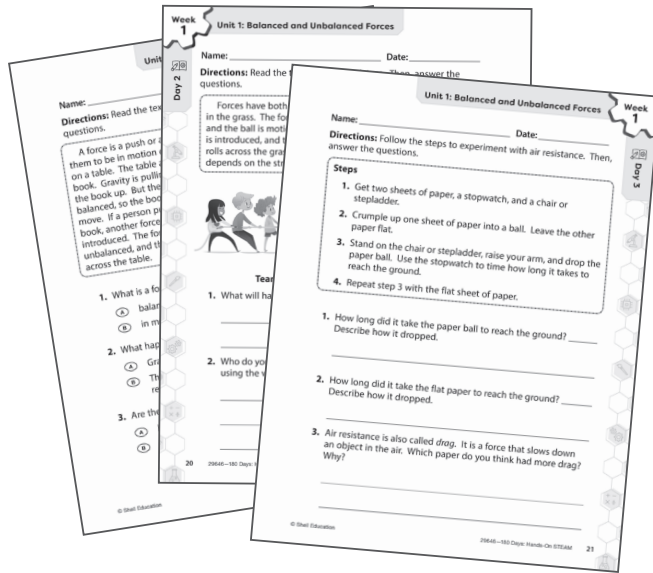 Unit
Name:
Directions: Read the tex
questions.
A force is a push or a
them to be in motion o
on a table. The table a
book. Gravity is pullin
the book up. But the
balanced, so the boo
move. If a person pu
book, another force
introduced. The fo
unbalanced, and th
across the table.
1. What is a fo
A balan
B in m
2. What hap
A Gra
B Th
re
3. Are the
A
B
© Shell Education
Week
1
Unit 1: Balanced and Unbalanced Forces
Day 2
Name: Date:
Directions: Read the t Then, answer the
questions.
Forces have both
in the grass. The for
and the ball is motio
is introduced, and t
rolls across the gra
depends on the str
Tear
1. What will ha
2. Who do you
using the w
20 29646—180 Days: H
Unit 1: Balanced and Unbalanced Forces
Week
1
Day 3
Name: Date:
Directions: Follow the steps to experiment with air resistance. Then,
answer the questions.
Steps
1. Get two sheets of paper, a stopwatch, and a chair or
stepladder.
2. Crumple up one sheet of paper into a ball. Leave the other
paper flat.
3. Stand on the chair or stepladder, raise your arm, and drop the
paper ball. Use the stopwatch to time how long it takes to
reach the ground.
4. Repeat step 3 with the flat sheet of paper.
1. How long did it take the paper ball to reach the ground?
Describe how it dropped.
2. How long did it take the flat paper to reach the ground?
Describe how it dropped.
3. Air resistance is also called drag. It is a force that slows down
an object in the air. Which paper do you think had more drag?
Why?
© Shell Education
29646—180 Days: Hands-On STEAM 21